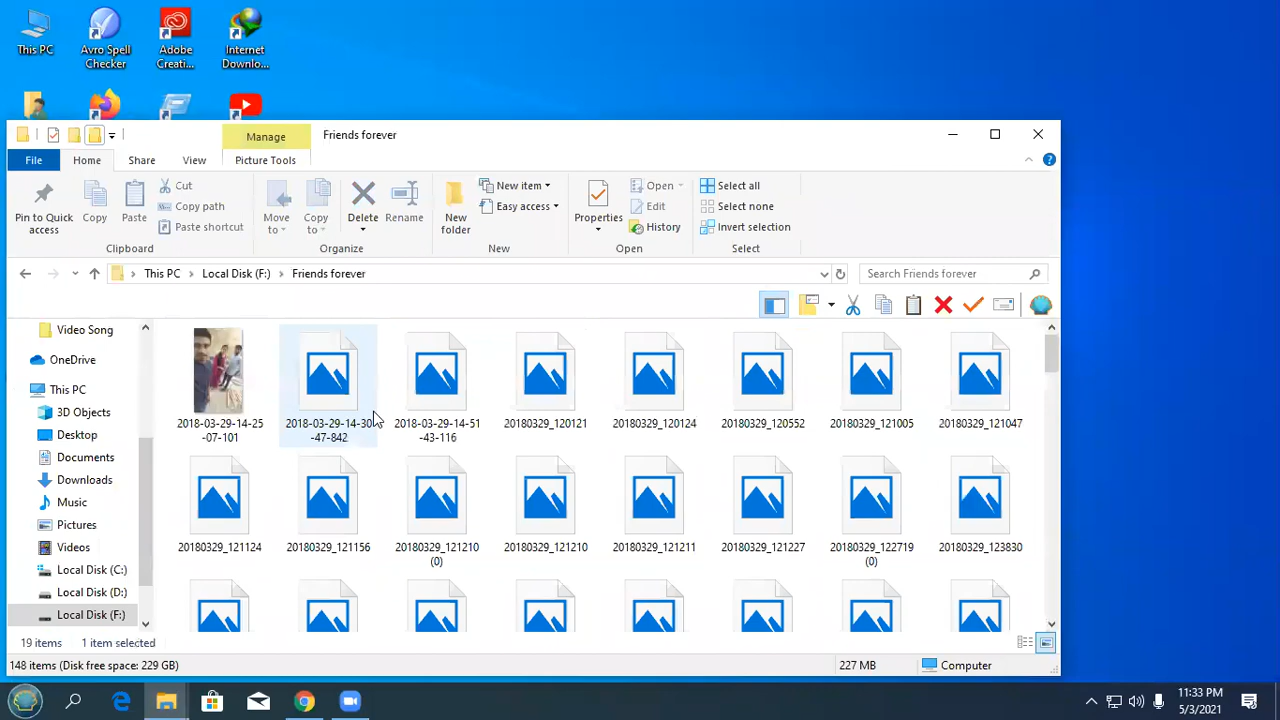 This PC
Avro Spell
Checker
Adobe
Creati...
Internet
Downlo...
Manage
Friends forever
File
Home
Share
View
Picture Tools
Pin to Quick
access
Copy
Paste
Cut
Copy path
Paste shortcut
Clipboard
Move
to
Copy
to
Delete
Rename
Organize
New
folder
New item
Easy access
New
Properties
Open
Edit
History
Open
Select all
Select none
Invert selection
Select
This PC
Local Disk (F:)
Friends forever
Search Friends forever
Video Song
OneDrive
This PC
3D Objects
Desktop
Documents
Downloads
Music
Pictures
Videos
Local Disk (C:)
Local Disk (D:)
Local Disk (F:)
2018-03-29-14-25
-07-101
2018-03-29-14-30
-47-842
2018-03-29-14-51
-43-116
20180329_120121
20180329_120124
20180329_120552
20180329_121005
20180329_121047
20180329_121124
20180329_121156
20180329_121210
(0)
20180329_121210
20180329_121211
20180329_121227
20180329_122719
(0)
20180329_123830
19 items
1 item selected
148 items (Disk free space: 229 GB)
227 MB
Computer
11:33 PM
5/3/2021